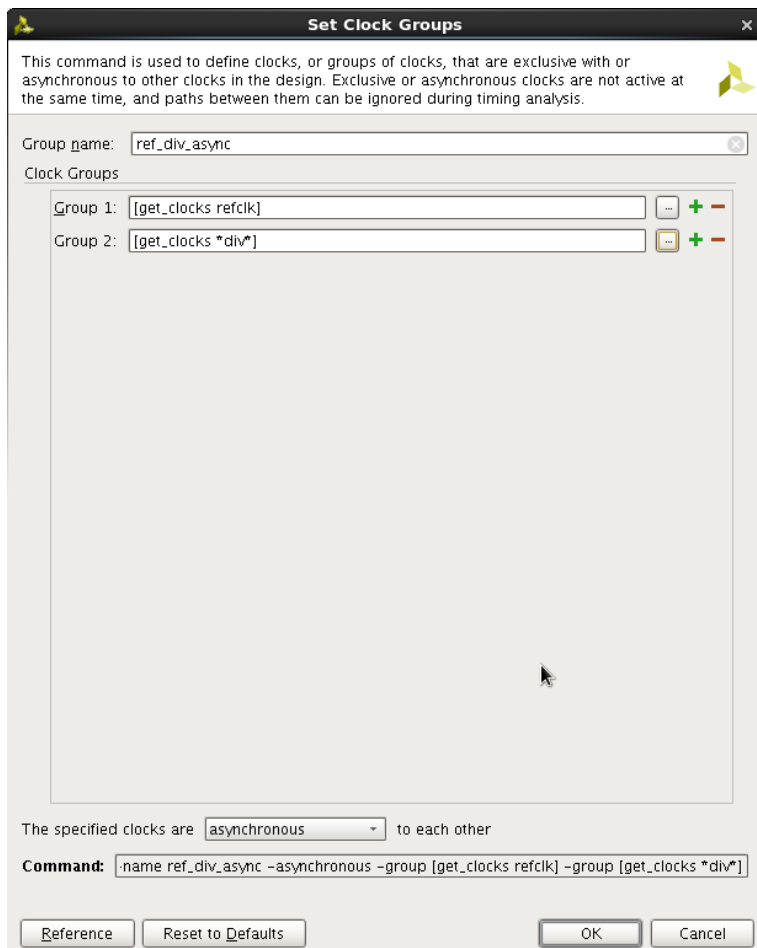 Set Clock Groups
This command is used to define clocks, or groups of clocks, that are exclusive with or
asynchronous to other clocks in the design. Exclusive or asynchronous clocks are not active at
the same time, and paths between them can be ignored during timing analysis.
Group name: ref_div_async
Clock Groups
Group 1: [get_clocks refclk] ...
Group 2: [get_clocks *div*] ...
The specified clocks are asynchronous to each other
Command: -name ref_div_async -asynchronous -group [get_clocks refclk] -group [get_clocks *div*]
Reference Reset to Defaults OK Cancel